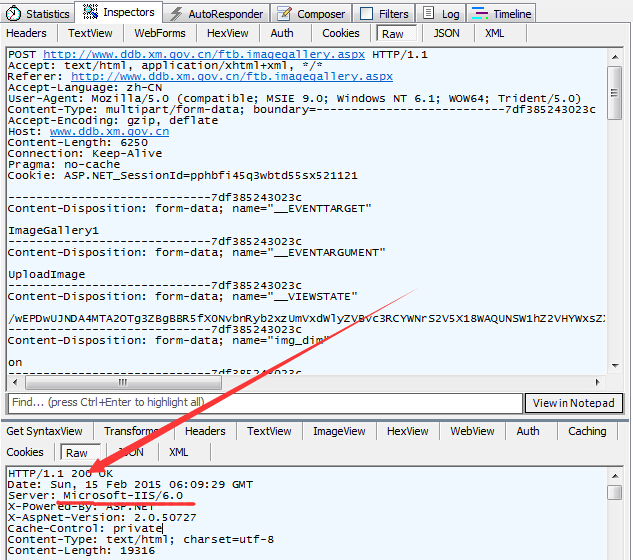 Statistics Inspectors AutoResponder Composer Filters Log Timeline
Headers TextView WebForms HexView Auth Cookies Raw JSON XML
POST http://www.ddb.xm.gov.cn/ftb.imagegallery.aspx HTTP/1.1
Accept: text/html, application/xhtml+xml, */*
Referer: http://www.ddb.xm.gov.cn/ftb.imagegallery.aspx
Accept-Language: zh-CN
User-Agent: Mozilla/5.0 (compatible; MSIE 9.0; Windows NT 6.1; WOW64; Trident/5.0)
Content-Type: multipart/form-data; boundary=---------------------------7df385243023c
Accept-Encoding: gzip, deflate
Host: www.ddb.xm.gov.cn
Content-Length: 6250
Connection: Keep-Alive
Pragma: no-cache
Cookie: ASP.NET_SessionId=pphbfi45q3wbtd55sx521121
-----------------------------7df385243023c
Content-Disposition: form-data; name="__EVENTTARGET"
ImageGallery1
-----------------------------7df385243023c
Content-Disposition: form-data; name="__EVENTARGUMENT"
UploadImage
-----------------------------7df385243023c
Content-Disposition: form-data; name="__VIEWSTATE"
/wEPDwUJNDA4MTA2OTg3ZBgBBR5fX0NvbnRyb2xzUmVxdWlyZVBvc3RCYWNrS2V5X18WAQUNSW1hZ2VHYWxsZ
-----------------------------7df385243023c
Content-Disposition: form-data; name="img_dim"
on
-----------------------------7df385243023c
Find... (press Ctrl+Enter to highlight all) View in Notepad
Get SyntaxView Transformer Headers TextView ImageView HexView WebView Auth Caching
Cookies Raw JSON XML
HTTP/1.1 200 OK
Date: Sun, 15 Feb 2015 06:09:29 GMT
Server: Microsoft-IIS/6.0
X-Powered-By: ASP.NET
X-AspNet-Version: 2.0.50727
Cache-Control: private
Content-Type: text/html; charset=utf-8
Content-Length: 19316